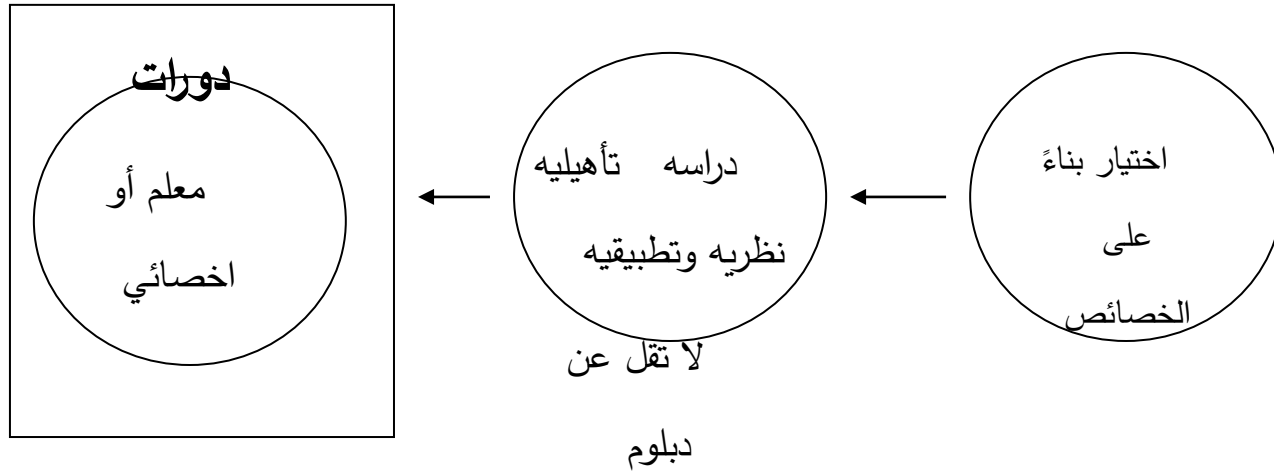 اختيار بناءً
على
الخصائص
دراسه تأهيليه
نظريه وتطبيقيه
لا تقل عن
دبلوم
دورات
معلم أو
اخصائي